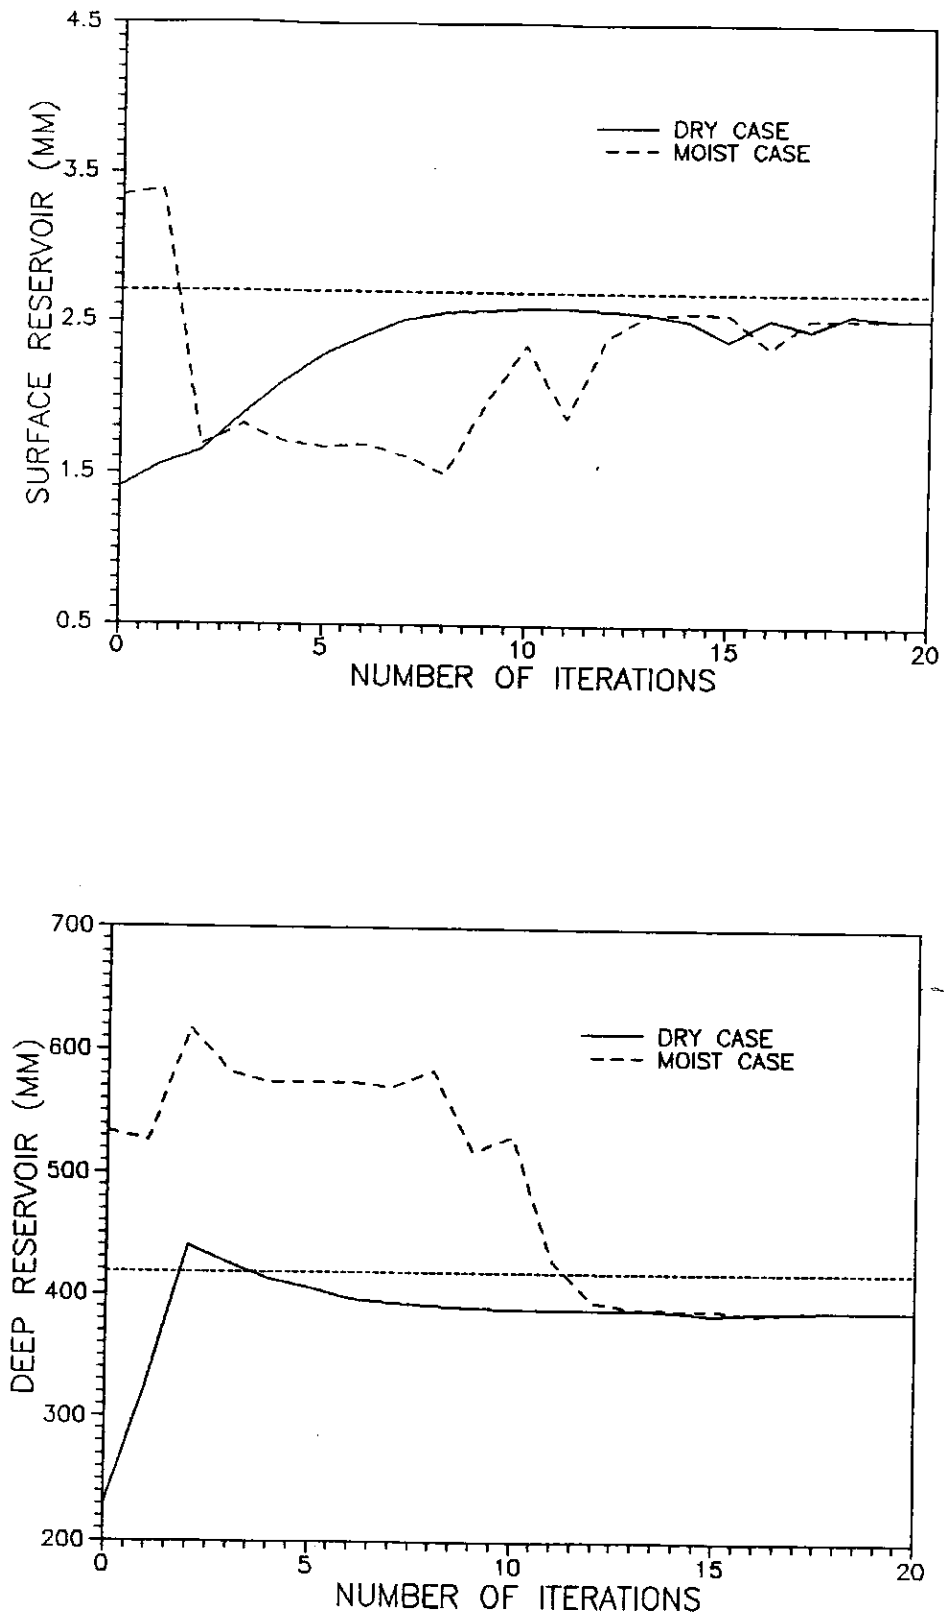 4.5
3.5
2.5
1.5
0.5
SURFACE RESERVOIR (MM)
DRY CASE
MOIST CASE
0
5
10
15
20
NUMBER OF ITERATIONS
700
600
500
400
300
200
DEEP RESERVOIR (MM)
DRY CASE
MOIST CASE
0
5
10
15
20
NUMBER OF ITERATIONS